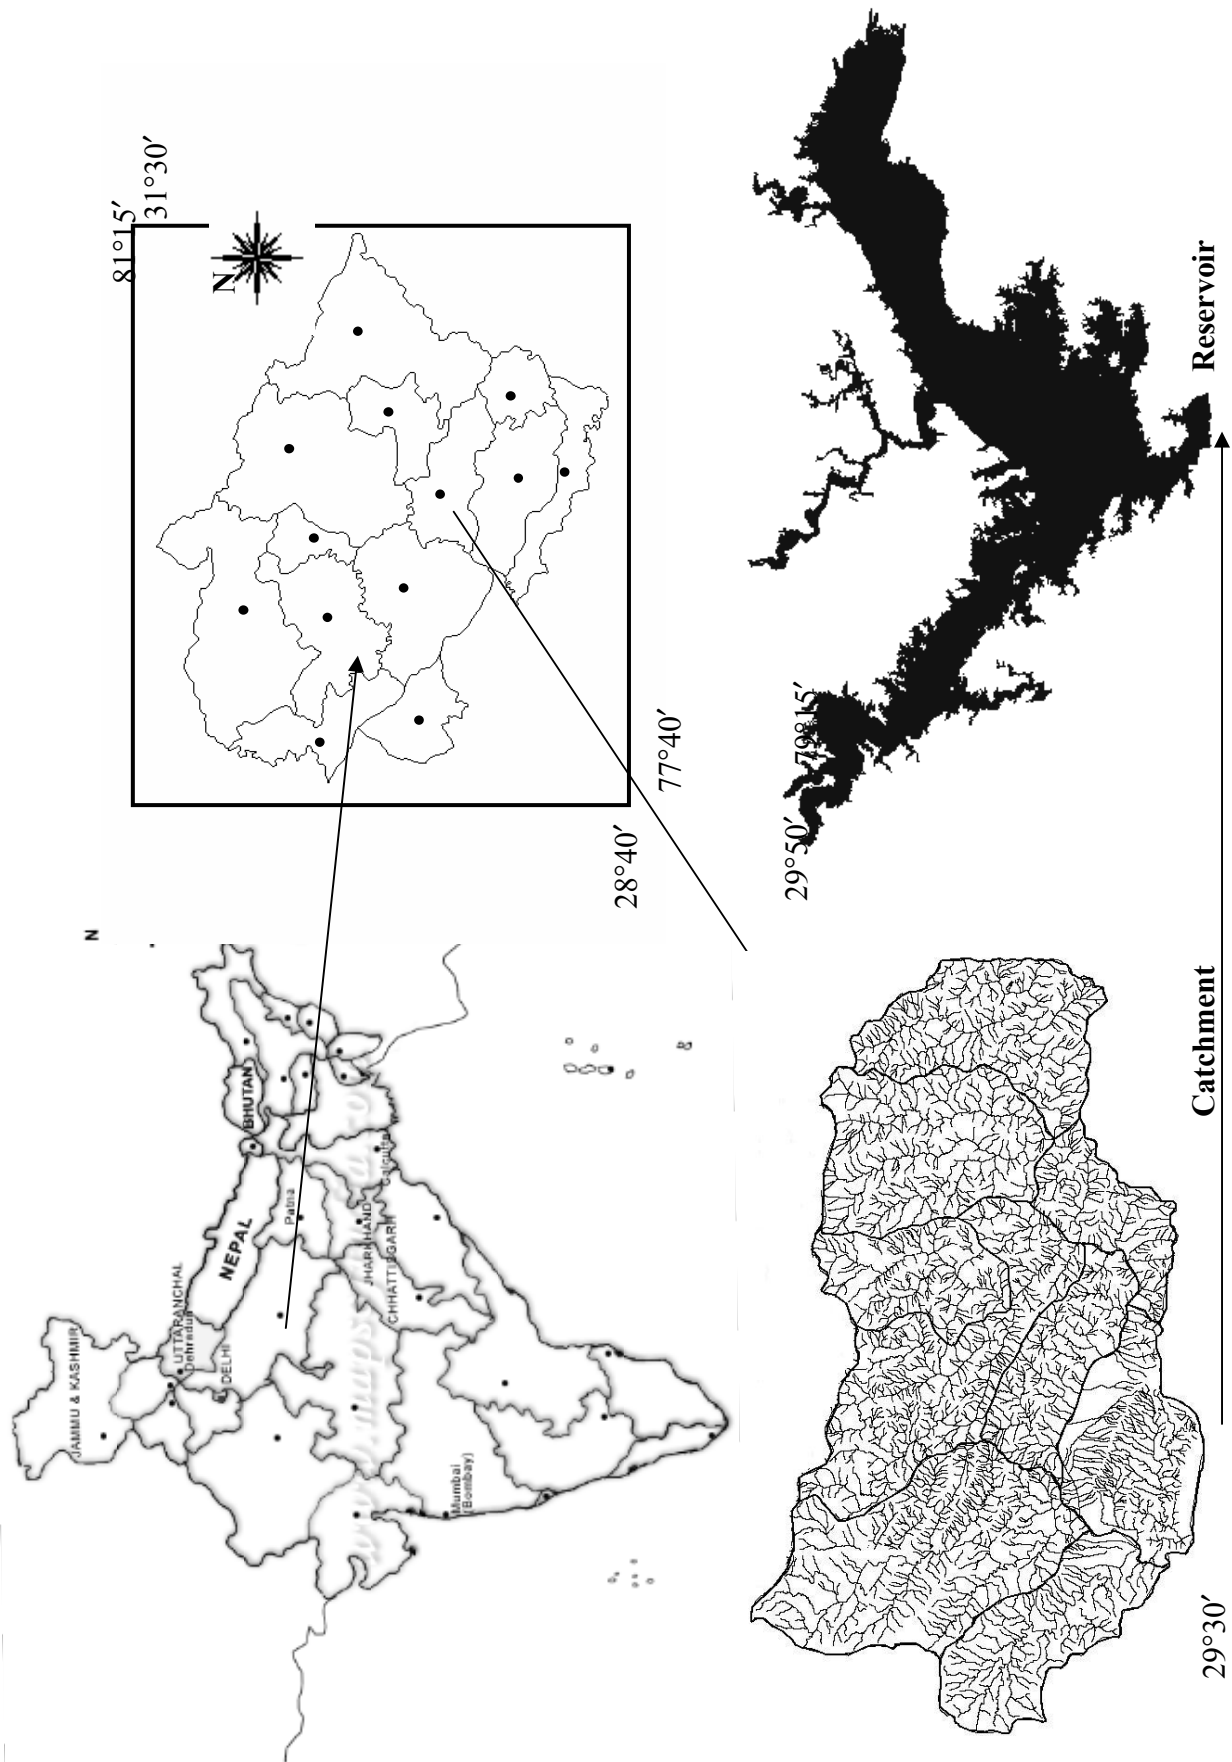 N
JAMMU & KASHMIR
UTTARANCHAL
Dehradun
DELHI
NEPAL
BHUTAN
Patna
JHARKHAND
Calcutta
CHHATTISGARH
Mumbai
(Bombay)
81°15′
31°30′
N
77°40′
28°40′
79°15′
29°50′
29°30′
Catchment
Reservoir